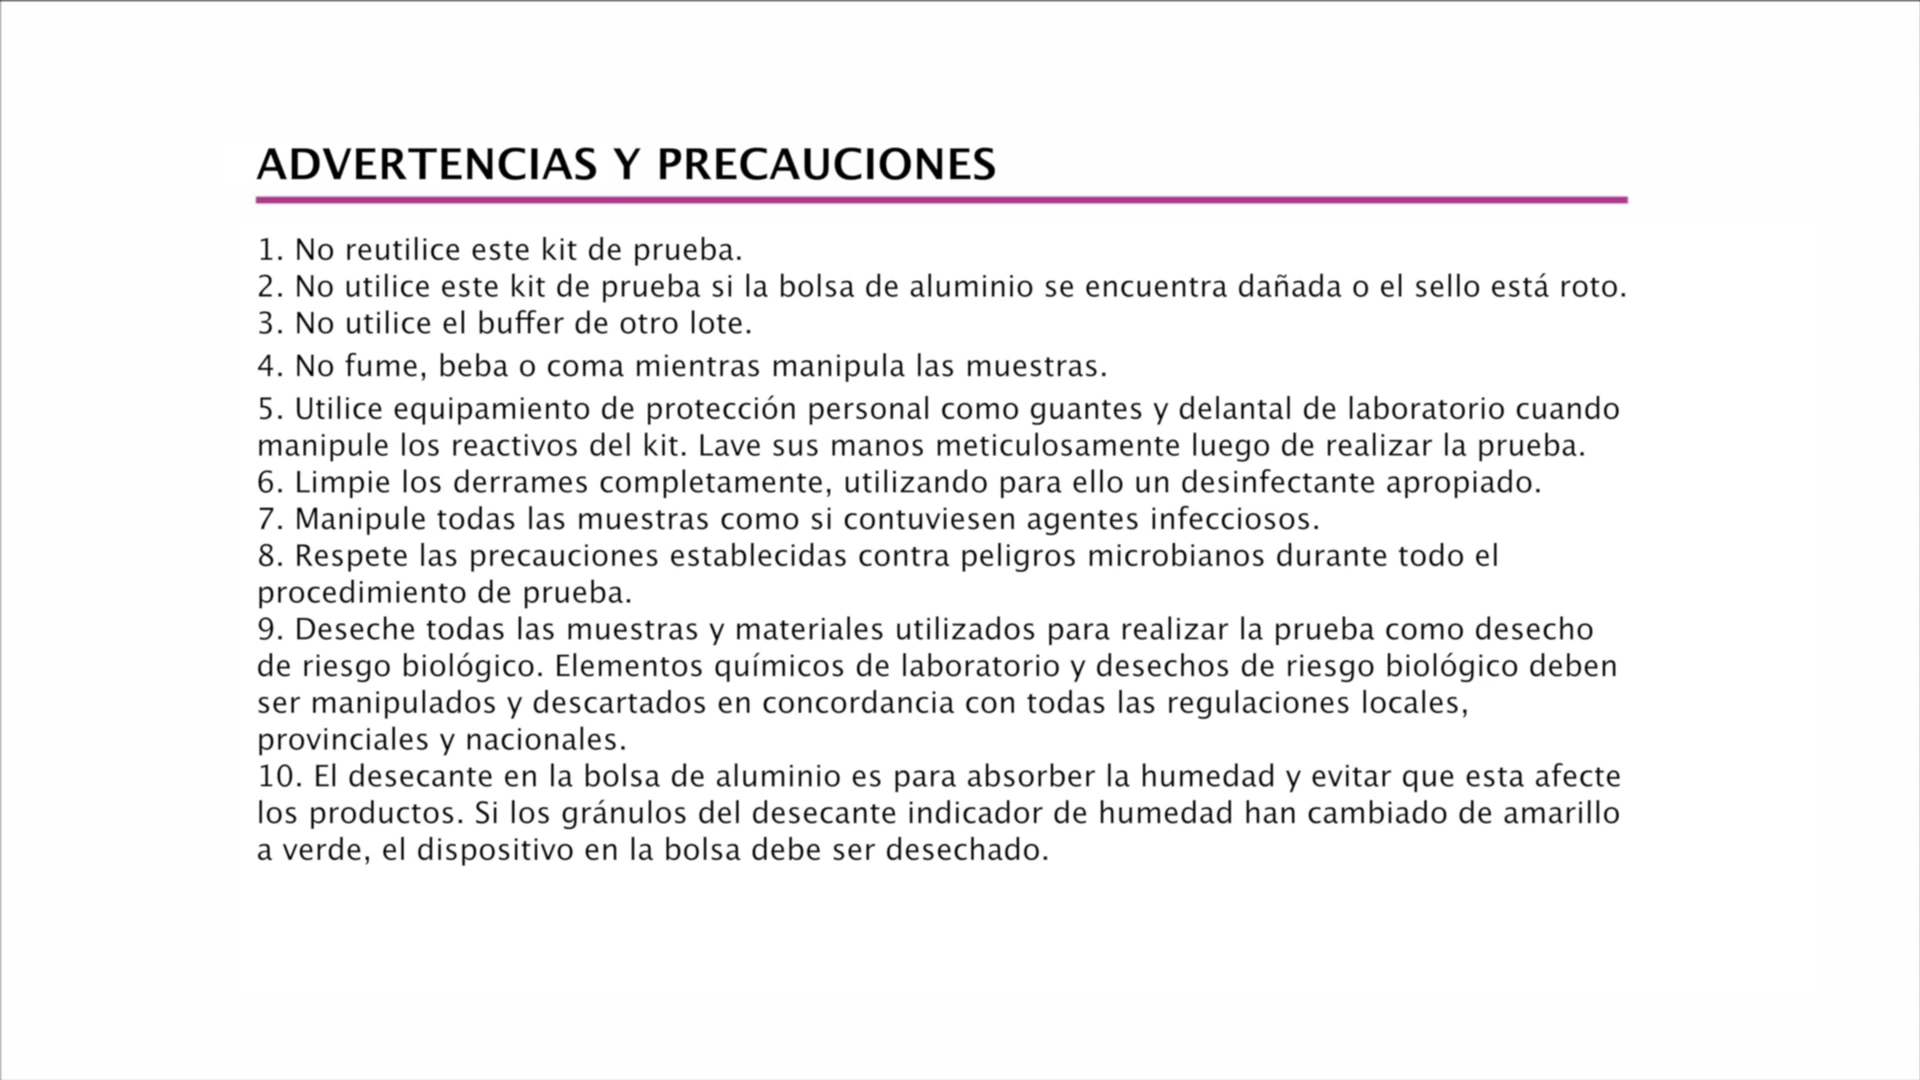 ADVERTENCIAS Y PRECAUCIONES
1. No reutilice este kit de prueba.
2. No utilice este kit de prueba si la bolsa de aluminio se encuentra dañada o el sello está roto.
3. No utilice el buffer de otro lote.
4. No fume, beba o coma mientras manipula las muestras.
5. Utilice equipamiento de protección personal como guantes y delantal de laboratorio cuando
manipule los reactivos del kit. Lave sus manos meticulosamente luego de realizar la prueba.
6. Limpie los derrames completamente, utilizando para ello un desinfectante apropiado.
7. Manipule todas las muestras como si contuviesen agentes infecciosos.
8. Respete las precauciones establecidas contra peligros microbianos durante todo el
procedimiento de prueba.
9. Deseche todas las muestras y materiales utilizados para realizar la prueba como desecho
de riesgo biológico. Elementos químicos de laboratorio y desechos de riesgo biológico deben
ser manipulados y descartados en concordancia con todas las regulaciones locales,
provinciales y nacionales.
10. El desecante en la bolsa de aluminio es para absorber la humedad y evitar que esta afecte
los productos. Si los gránulos del desecante indicador de humedad han cambiado de amarillo
a verde, el dispositivo en la bolsa debe ser desechado.